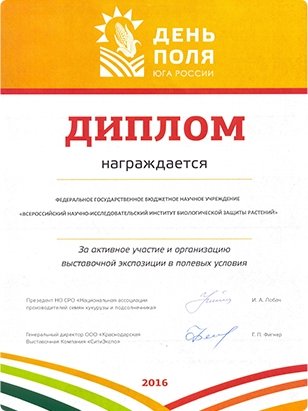 ДЕНЬ
ПОЛЯ
ЮГА РОССИИ
ДИПЛОМ
награждается
ФЕДЕРАЛЬНОЕ ГОСУДАРСТВЕННОЕ БЮДЖЕТНОЕ НАУЧНОЕ УЧРЕЖДЕНИЕ
«ВСЕРОССИЙСКИЙ НАУЧНО-ИССЛЕДОВАТЕЛЬСКИЙ ИНСТИТУТ БИОЛОГИЧЕСКОЙ ЗАЩИТЫ РАСТЕНИЙ»
За активное участие и организацию
выставочной экспозиции в полевых условия
Президент НО СРО «Национальная ассоциации
производителей семян кукурузы и подсолнечника»
И. А. Лобач
Генеральный директор ООО «Краснодарская
Выставочная Компания «СитиЭкспо»
Е. П. Фигнер
2016